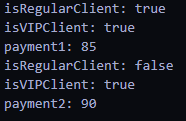 isRegularClient: true
isVIPClient: true
payment1: 85
isRegularClient: false
isVIPClient: true
payment2: 90